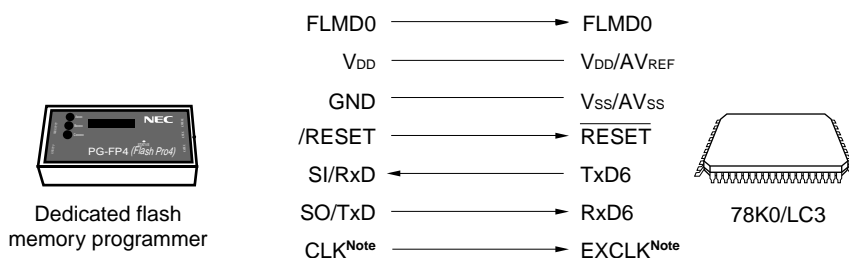 FLMD0 FLMD0
VDD VDD/AVREF
GND VSS/AVSS
/RESET RESET
SI/RxD TxD6
SO/TxD RxD6
CLKNote EXCLKNote
NEC
PG-FP4 (Flash Pro4)
Dedicated flash
memory programmer
78K0/LC3